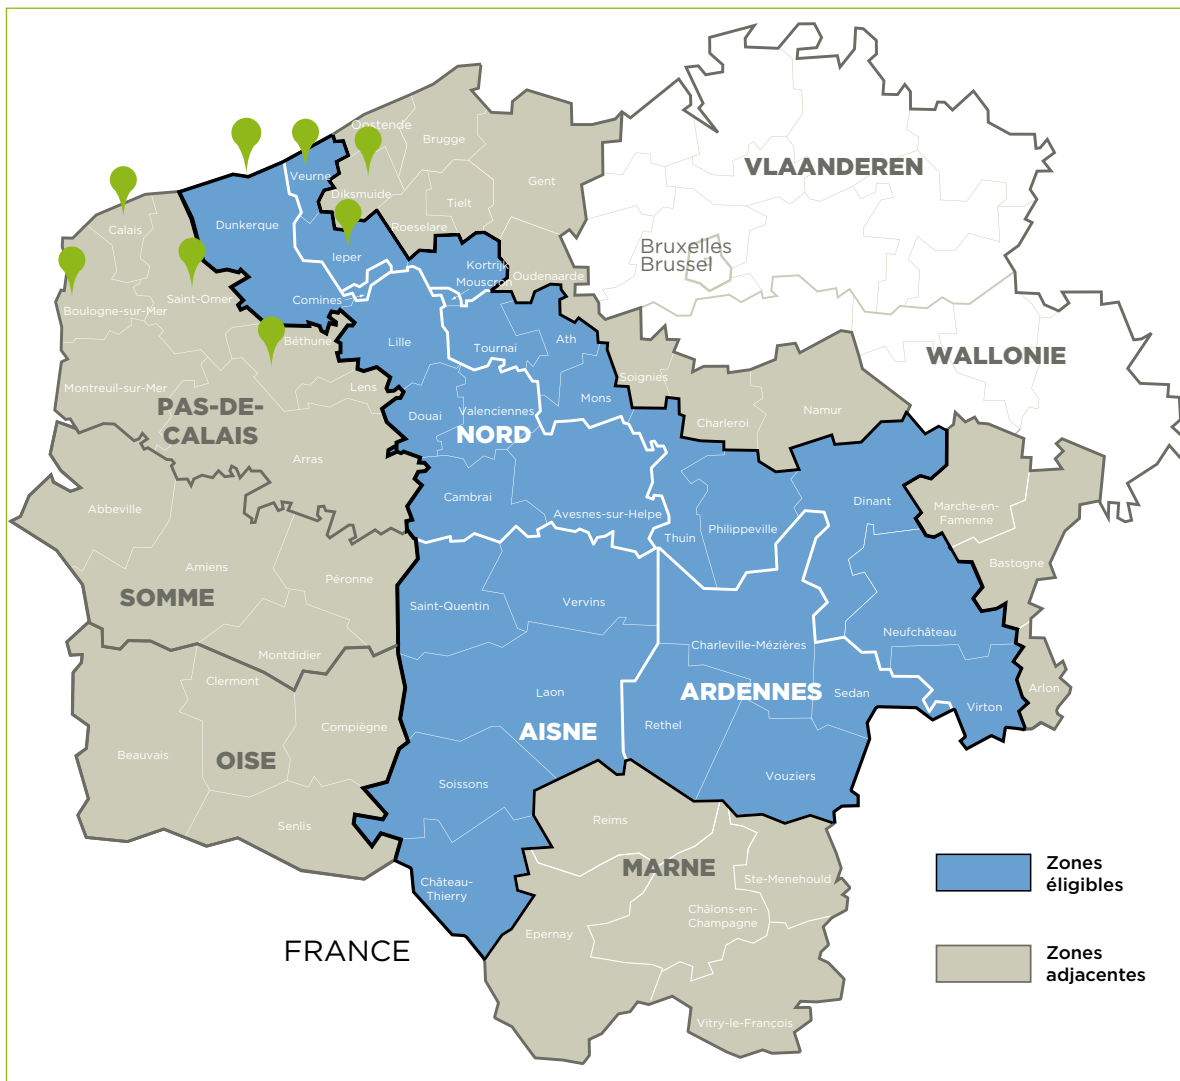 Oostende
Brugge
VLAANDEREN
Veurne
Gent
Diksmuide
Tielt
Dunkerque
Calais
Roeselare
Bruxelles
Brussel
Ieper
Kortrijk
Mouscron
Oudenaarde
Saint-Omer
Comines
Boulogne-sur-Mer
Béthune
Lille
Tournai
Ath
WALLONIE
Soignies
Montreuil-sur-Mer
Lens
Mons
PAS-DE-
CALAIS
Douai
Valenciennes
NORD
Charleroi
Namur
Arras
Abbeville
Cambrai
Avesnes-sur-Helpe
Thuin
Philippeville
Dinant
Marche-en-
Famenne
Bastogne
Amiens
Péronne
SOMME
Saint-Quentin
Vervins
Neufchâteau
Montdidier
Charleville-Mézières
Clermont
Laon
ARDENNES
Sedan
Arlon
Virton
Compiègne
AISNE
Rethel
Beauvais
OISE
Soissons
Vouziers
Senlis
Reims
MARNE
Château-
Thierry
Ste-Menehould
Châlons-en-
Champagne
Epernay
FRANCE
Vitry-le-François
Zones
éligibles
Zones
adjacentes